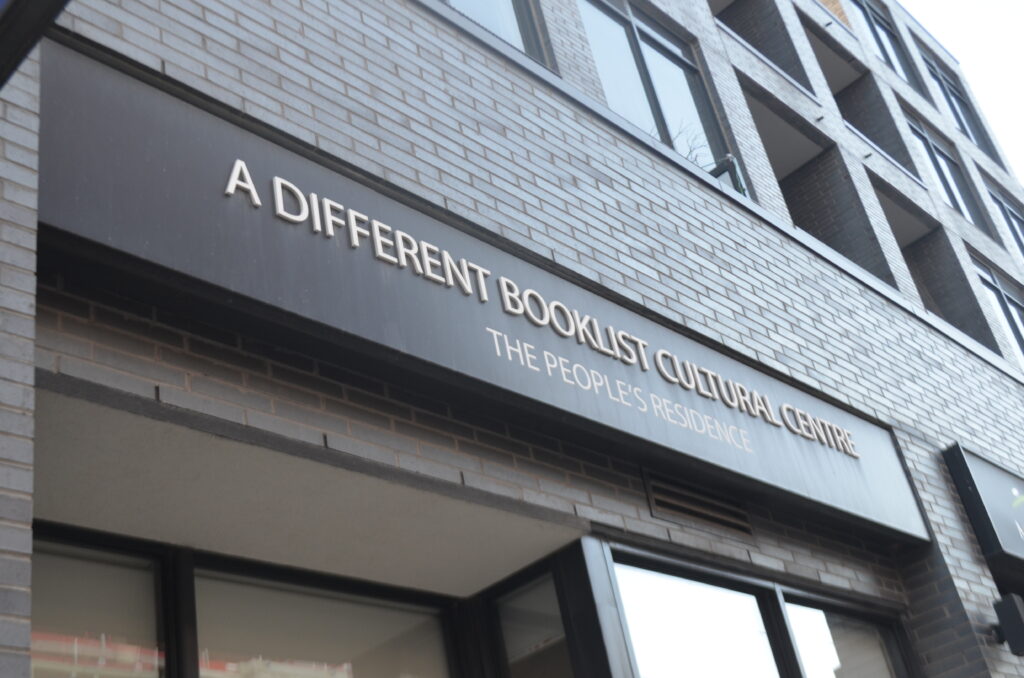 A DIFFERENT BOOKLIST CULTURAL CENTRE
THE PEOPLE'S RESIDENCE